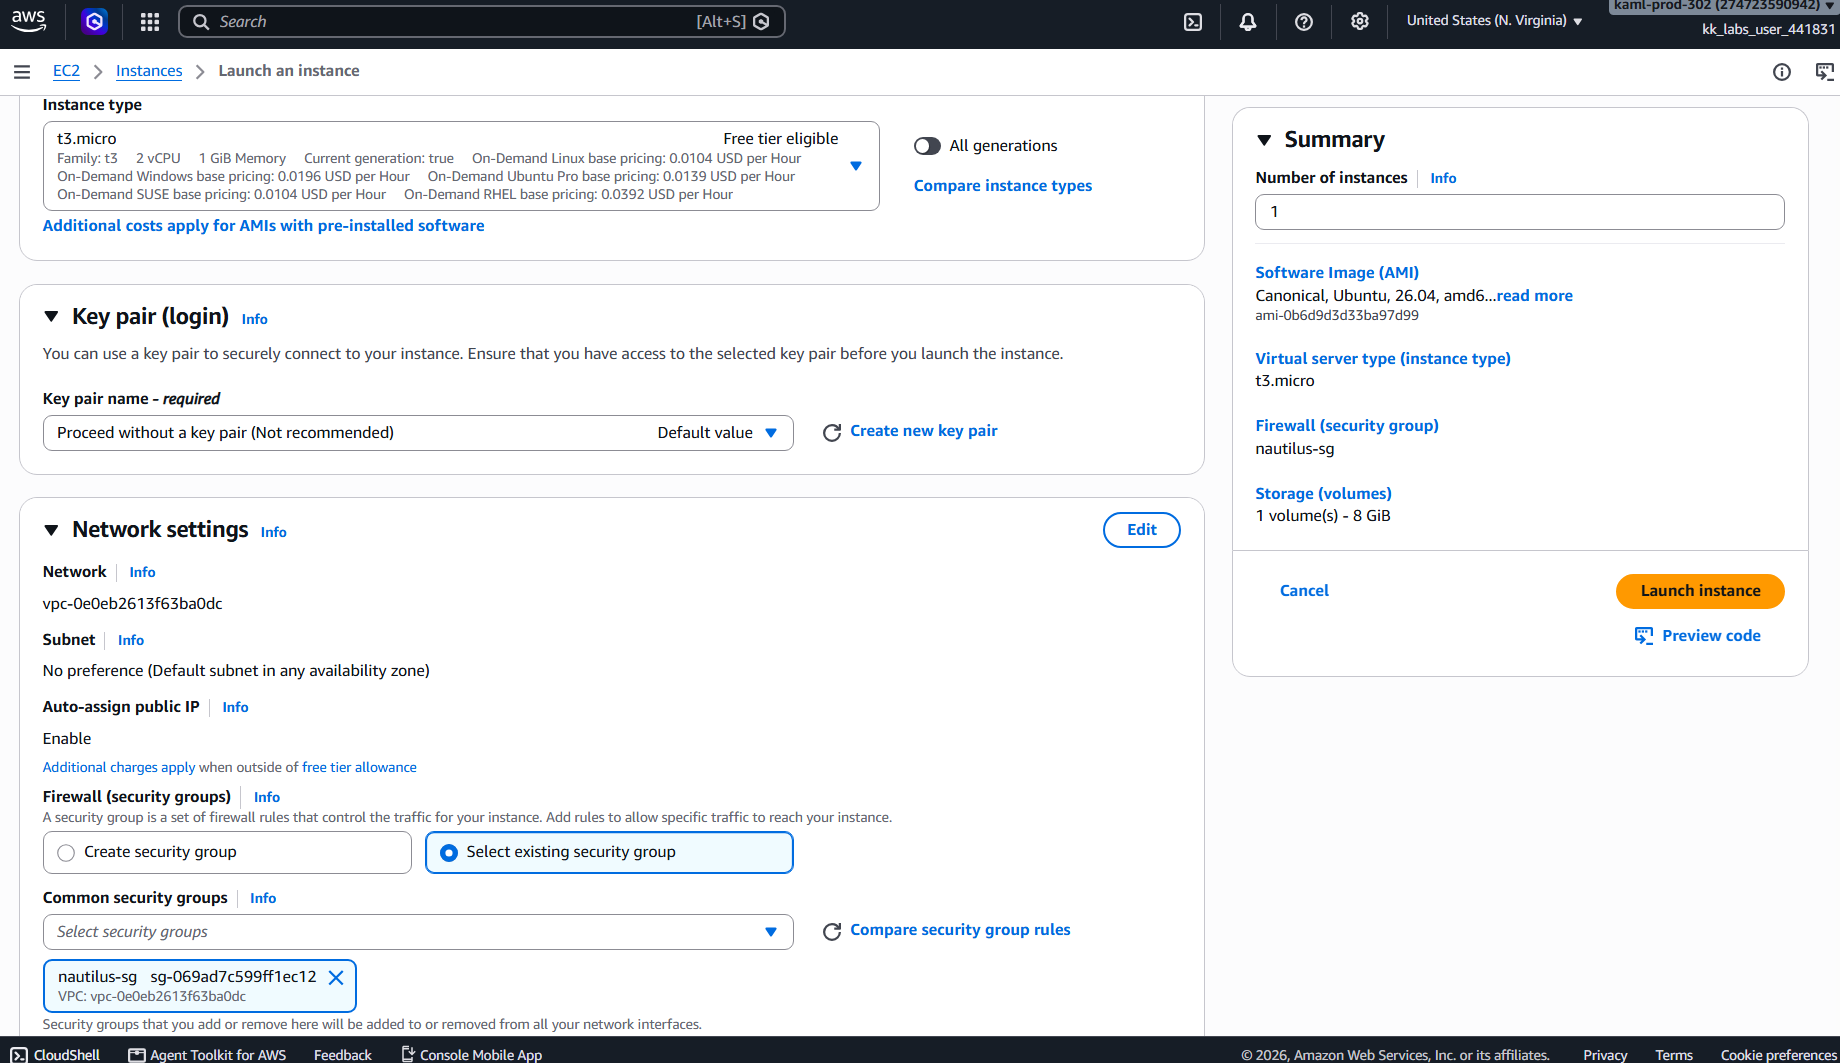 aws
Search [Alt+S]
United States (N. Virginia)
kaml-prod-302 (274723590942)
kk_labs_user_441831
EC2 Instances Launch an instance
Instance type
t3.micro Free tier eligible
Family: t3 2 vCPU 1 GiB Memory Current generation: true On-Demand Linux base pricing: 0.0104 USD per Hour
On-Demand Windows base pricing: 0.0196 USD per Hour On-Demand Ubuntu Pro base pricing: 0.0139 USD per Hour
On-Demand SUSE base pricing: 0.0104 USD per Hour On-Demand RHEL base pricing: 0.0392 USD per Hour
All generations
Compare instance types
Additional costs apply for AMIs with pre-installed software
Key pair (login) Info
You can use a key pair to securely connect to your instance. Ensure that you have access to the selected key pair before you launch the instance.
Key pair name - required
Proceed without a key pair (Not recommended) Default value
Create new key pair
Network settings Info
Edit
Network Info
vpc-0e0eb2613f63ba0dc
Subnet Info
No preference (Default subnet in any availability zone)
Auto-assign public IP Info
Enable
Additional charges apply when outside of free tier allowance
Firewall (security groups) Info
A security group is a set of firewall rules that control the traffic for your instance. Add rules to allow specific traffic to reach your instance.
Create security group
Select existing security group
Common security groups Info
Select security groups
Compare security group rules
nautilus-sg sg-069ad7c599ff1ec12
VPC: vpc-0e0eb2613f63ba0dc
Security groups that you add or remove here will be added to or removed from all your network interfaces.
Summary
Number of instances Info
1
Software Image (AMI)
Canonical, Ubuntu, 26.04, amd6...read more
ami-0b6d9d3d33ba97d99
Virtual server type (instance type)
t3.micro
Firewall (security group)
nautilus-sg
Storage (volumes)
1 volume(s) - 8 GiB
Cancel
Launch instance
Preview code
CloudShell Agent Toolkit for AWS Feedback Console Mobile App
© 2026, Amazon Web Services, Inc. or its affiliates. Privacy Terms Cookie preferences